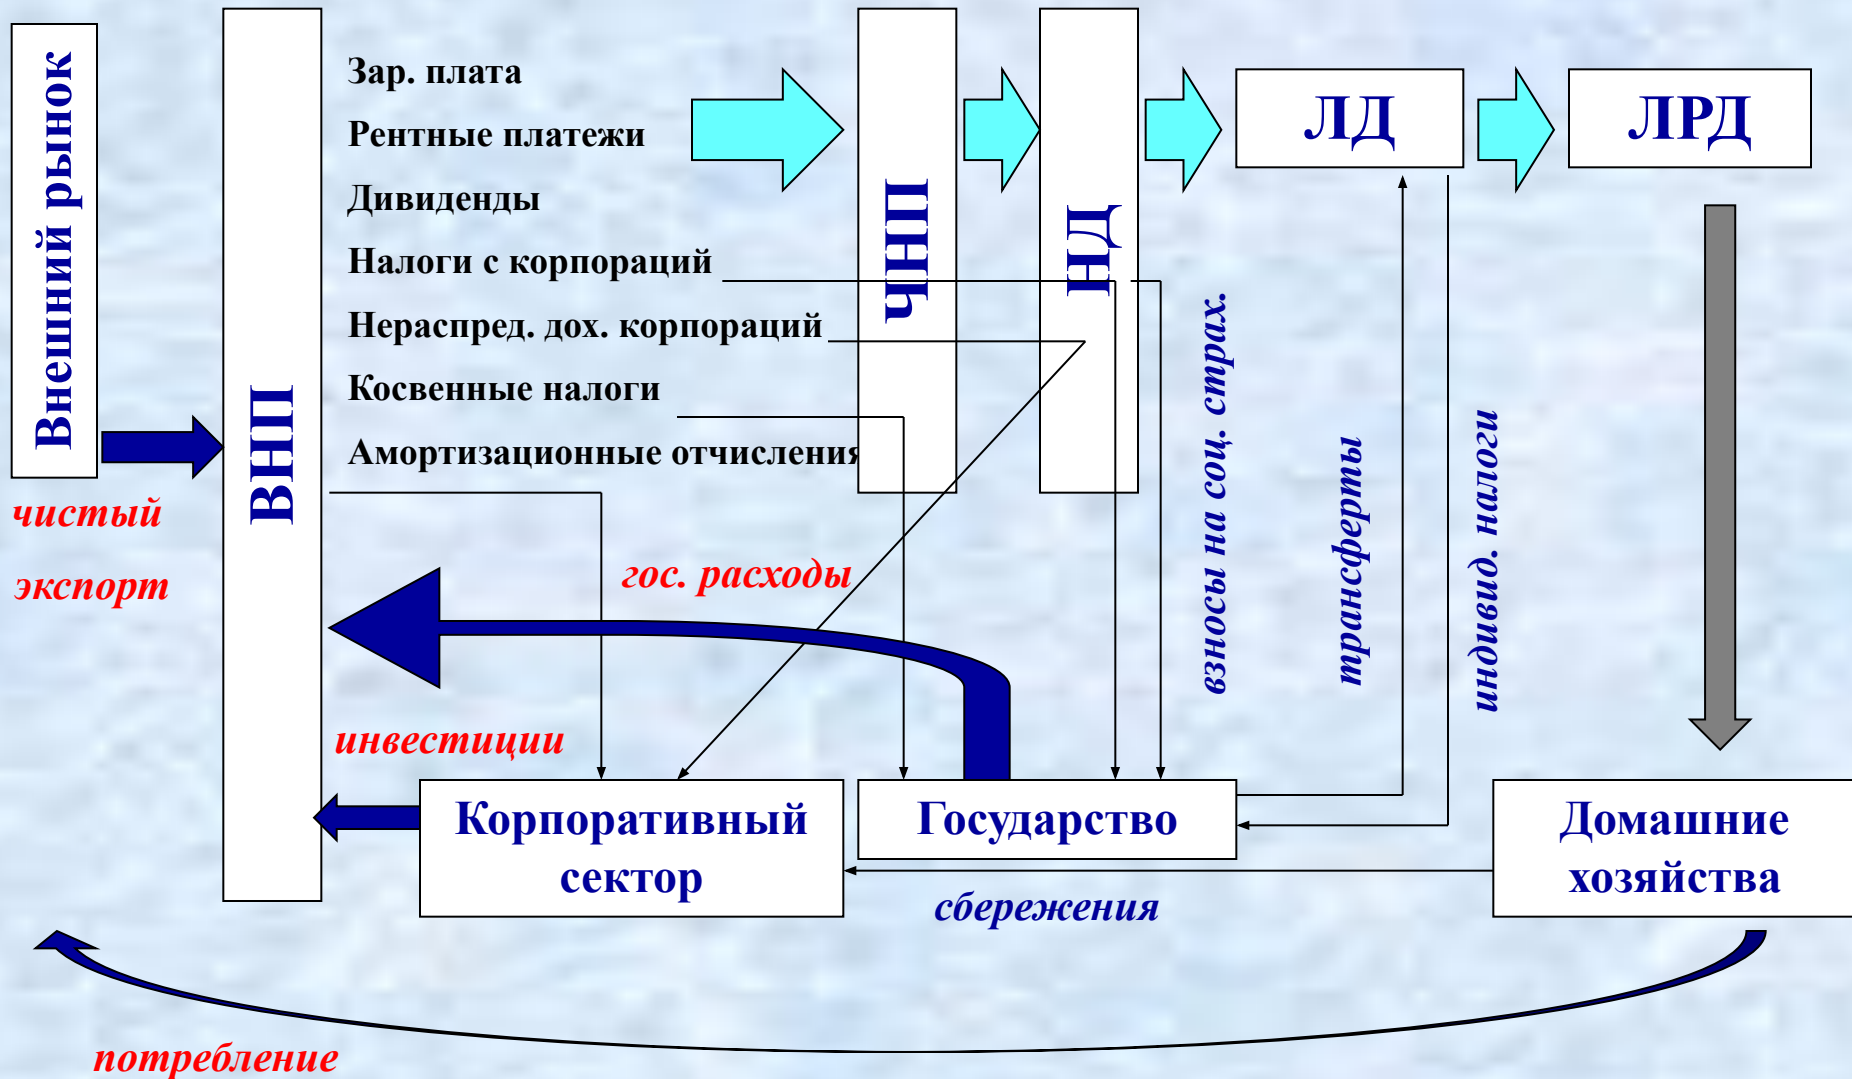 Внешний рынок
ВНП
Зар. плата
Рентные платежи
Дивиденды
Налоги с корпораций
Нераспред. дох. корпораций
Косвенные налоги
Амортизационные отчисления
ЧНП
НД
ЛД
ЛРД
чистый
экспорт
гос. расходы
инвестиции
взносы на соц. страх.
трансферты
индивид. налоги
Корпоративный
сектор
Государство
Домашние
хозяйства
сбережения
потребление